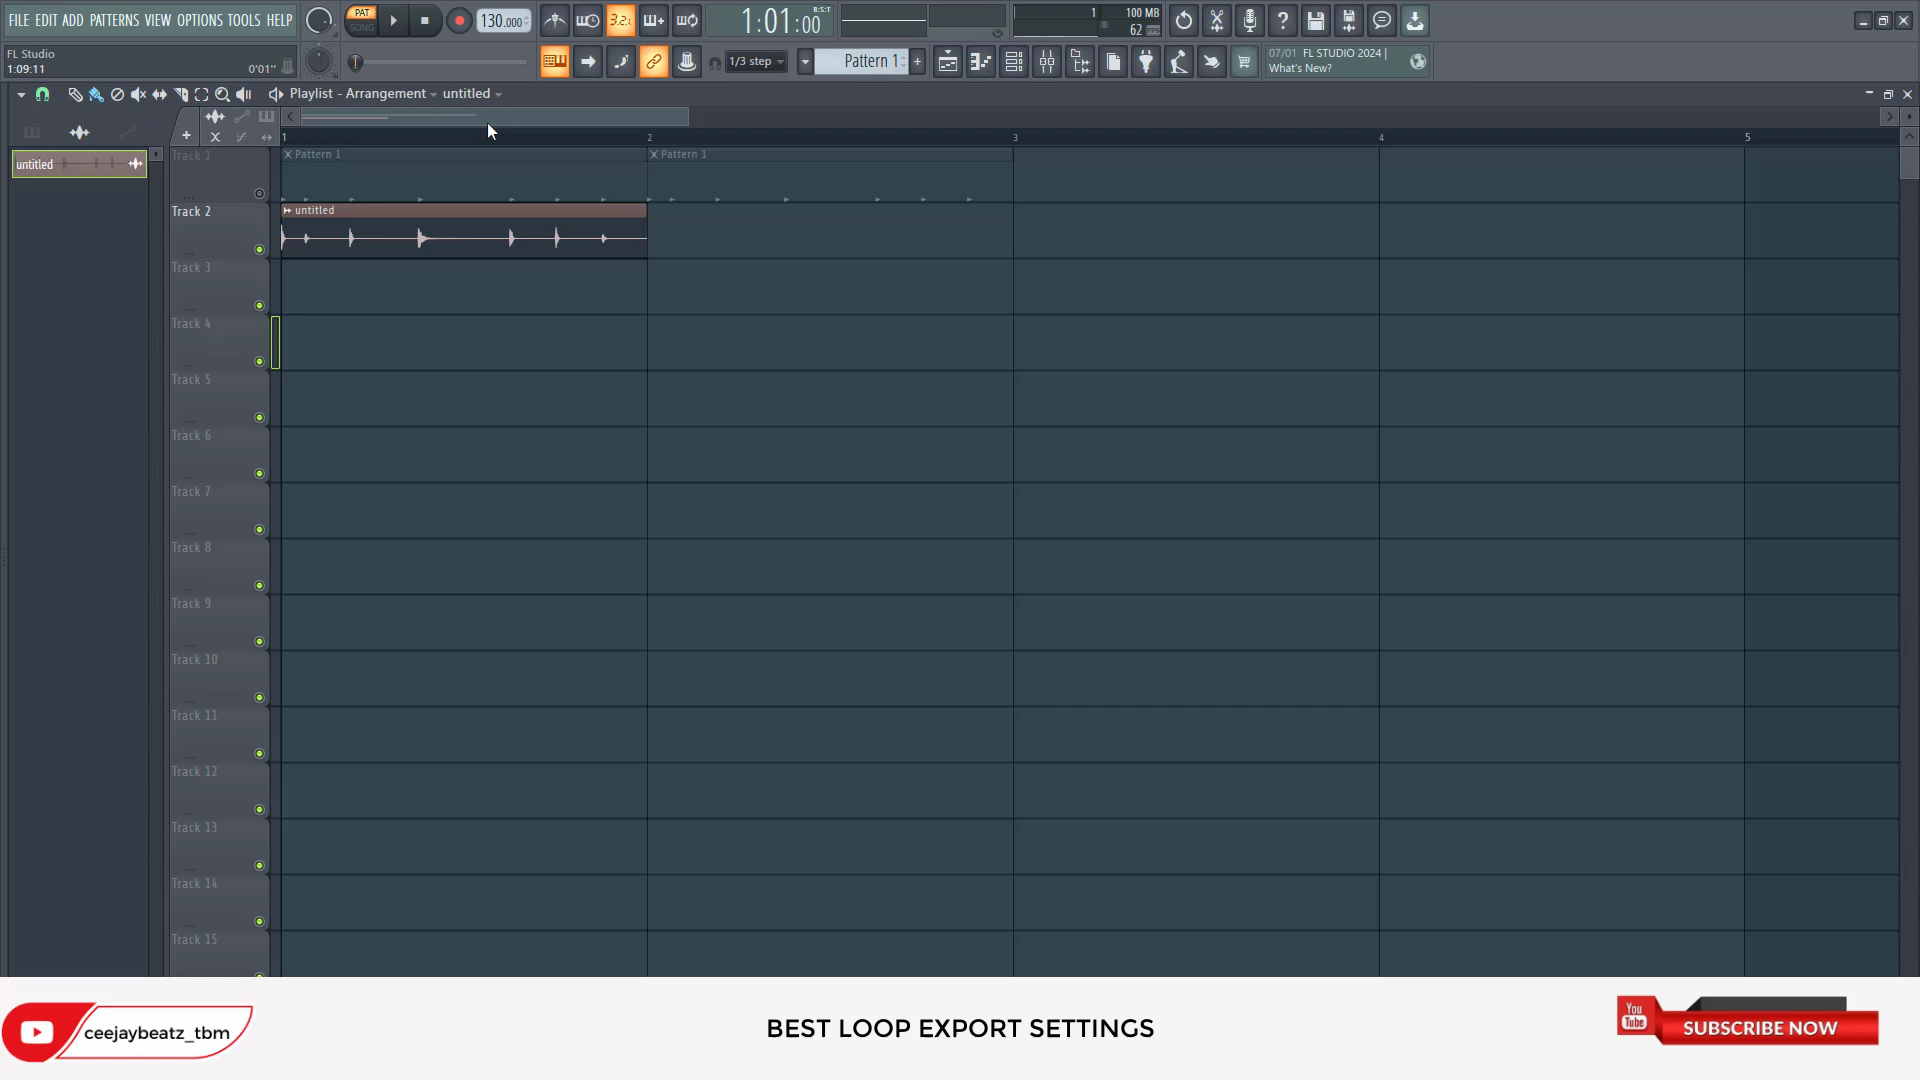 FILE EDIT ADD PATTERNS VIEW OPTIONS TOOLS HELP
PAT
SONG
130.000
3.2.
1:01:00
B:S:T
1
100 MB
62
FL Studio
1:09:11
0'01"
1/3 step
Pattern 1
07/01 FL STUDIO 2024 |
What's New?
Playlist - Arrangement
untitled
1
2
3
4
5
untitled
Track 1
Pattern 1
Pattern 1
Track 2
untitled
Track 3
Track 4
Track 5
Track 6
Track 7
Track 8
Track 9
Track 10
Track 11
Track 12
Track 13
Track 14
Track 15
ceejaybeatz_tbm
BEST LOOP EXPORT SETTINGS
You
Tube
SUBSCRIBE NOW